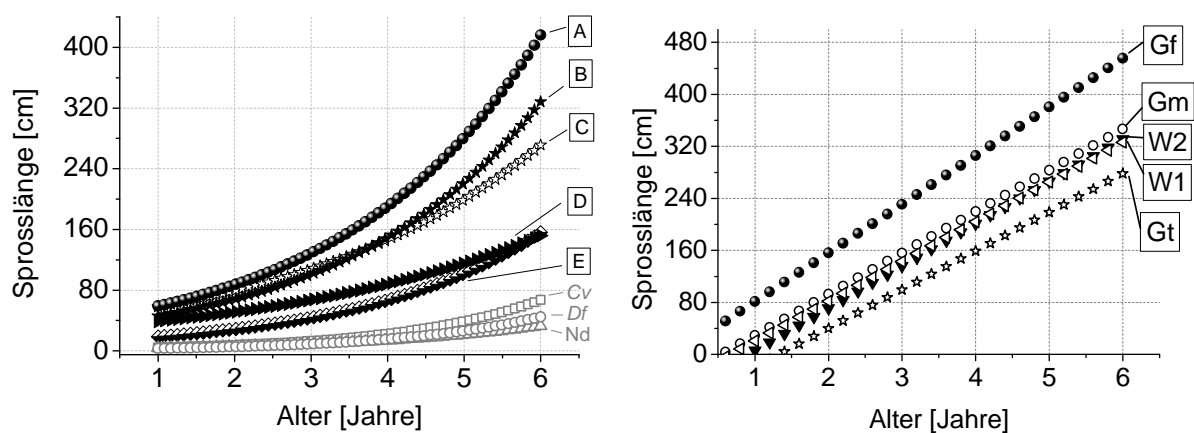 Sprosslänge [cm]
400
320
240
160
80
0
1 2 3 4 5 6
Alter [Jahre]
A
B
C
D
E
Cv
Df
Nd
Sprosslänge [cm]
480
400
320
240
160
80
0
1 2 3 4 5 6
Alter [Jahre]
Gf
Gm
W2
W1
Gt